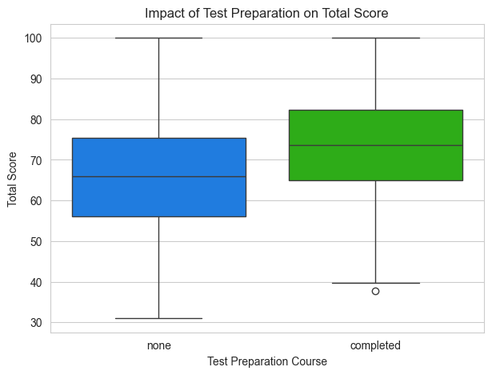 Impact of Test Preparation on Total Score
100
90
80
70
60
50
40
30
Total Score
none
completed
Test Preparation Course